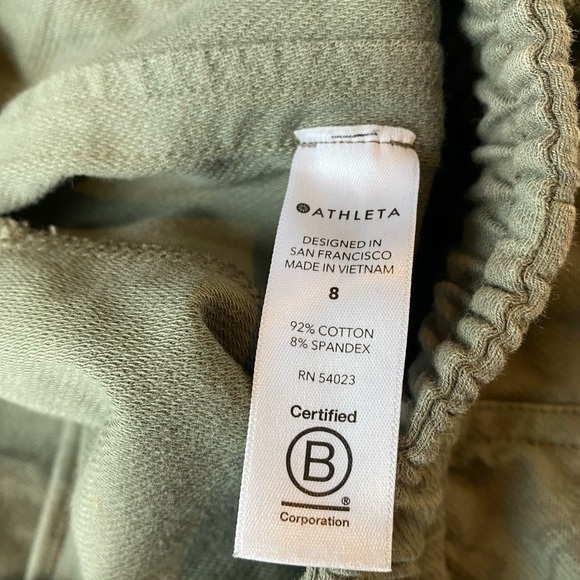 ATHLETA
DESIGNED IN
SAN FRANCISCO
MADE IN VIETNAM
8
92% COTTON
8% SPANDEX
RN 54023
Certified
B
®
Corporation